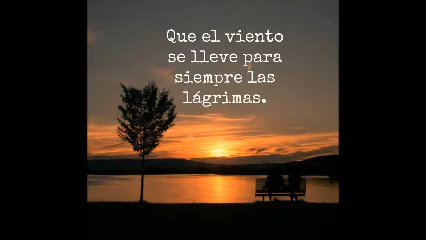 Que el viento
se lleve para
siempre las
lágrimas.